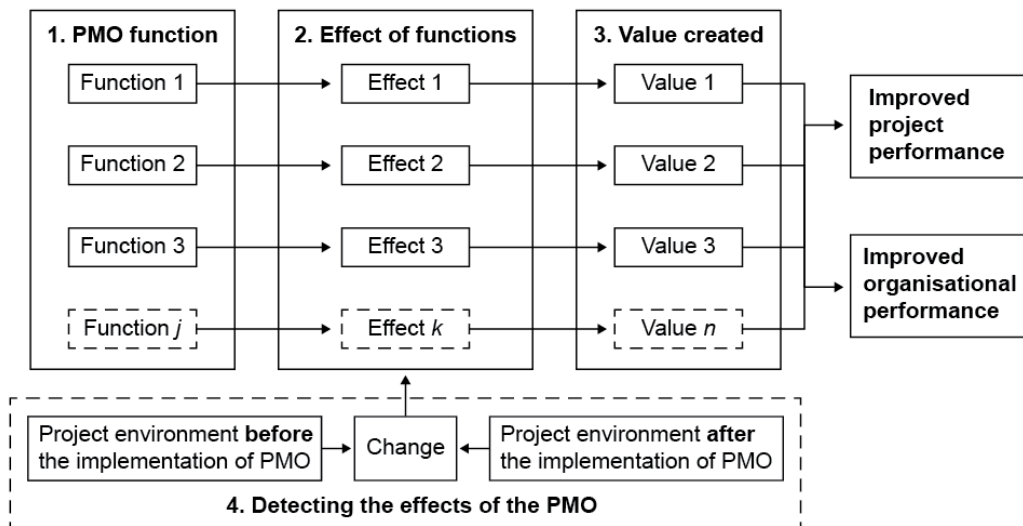 1. PMO function
Function 1
Function 2
Function 3
Function j
2. Effect of functions
Effect 1
Effect 2
Effect 3
Effect k
3. Value created
Value 1
Value 2
Value 3
Value n
Improved
project
performance
Improved
organisational
performance
Project environment before
the implementation of PMO
Change
Project environment after
the implementation of PMO
4. Detecting the effects of the PMO